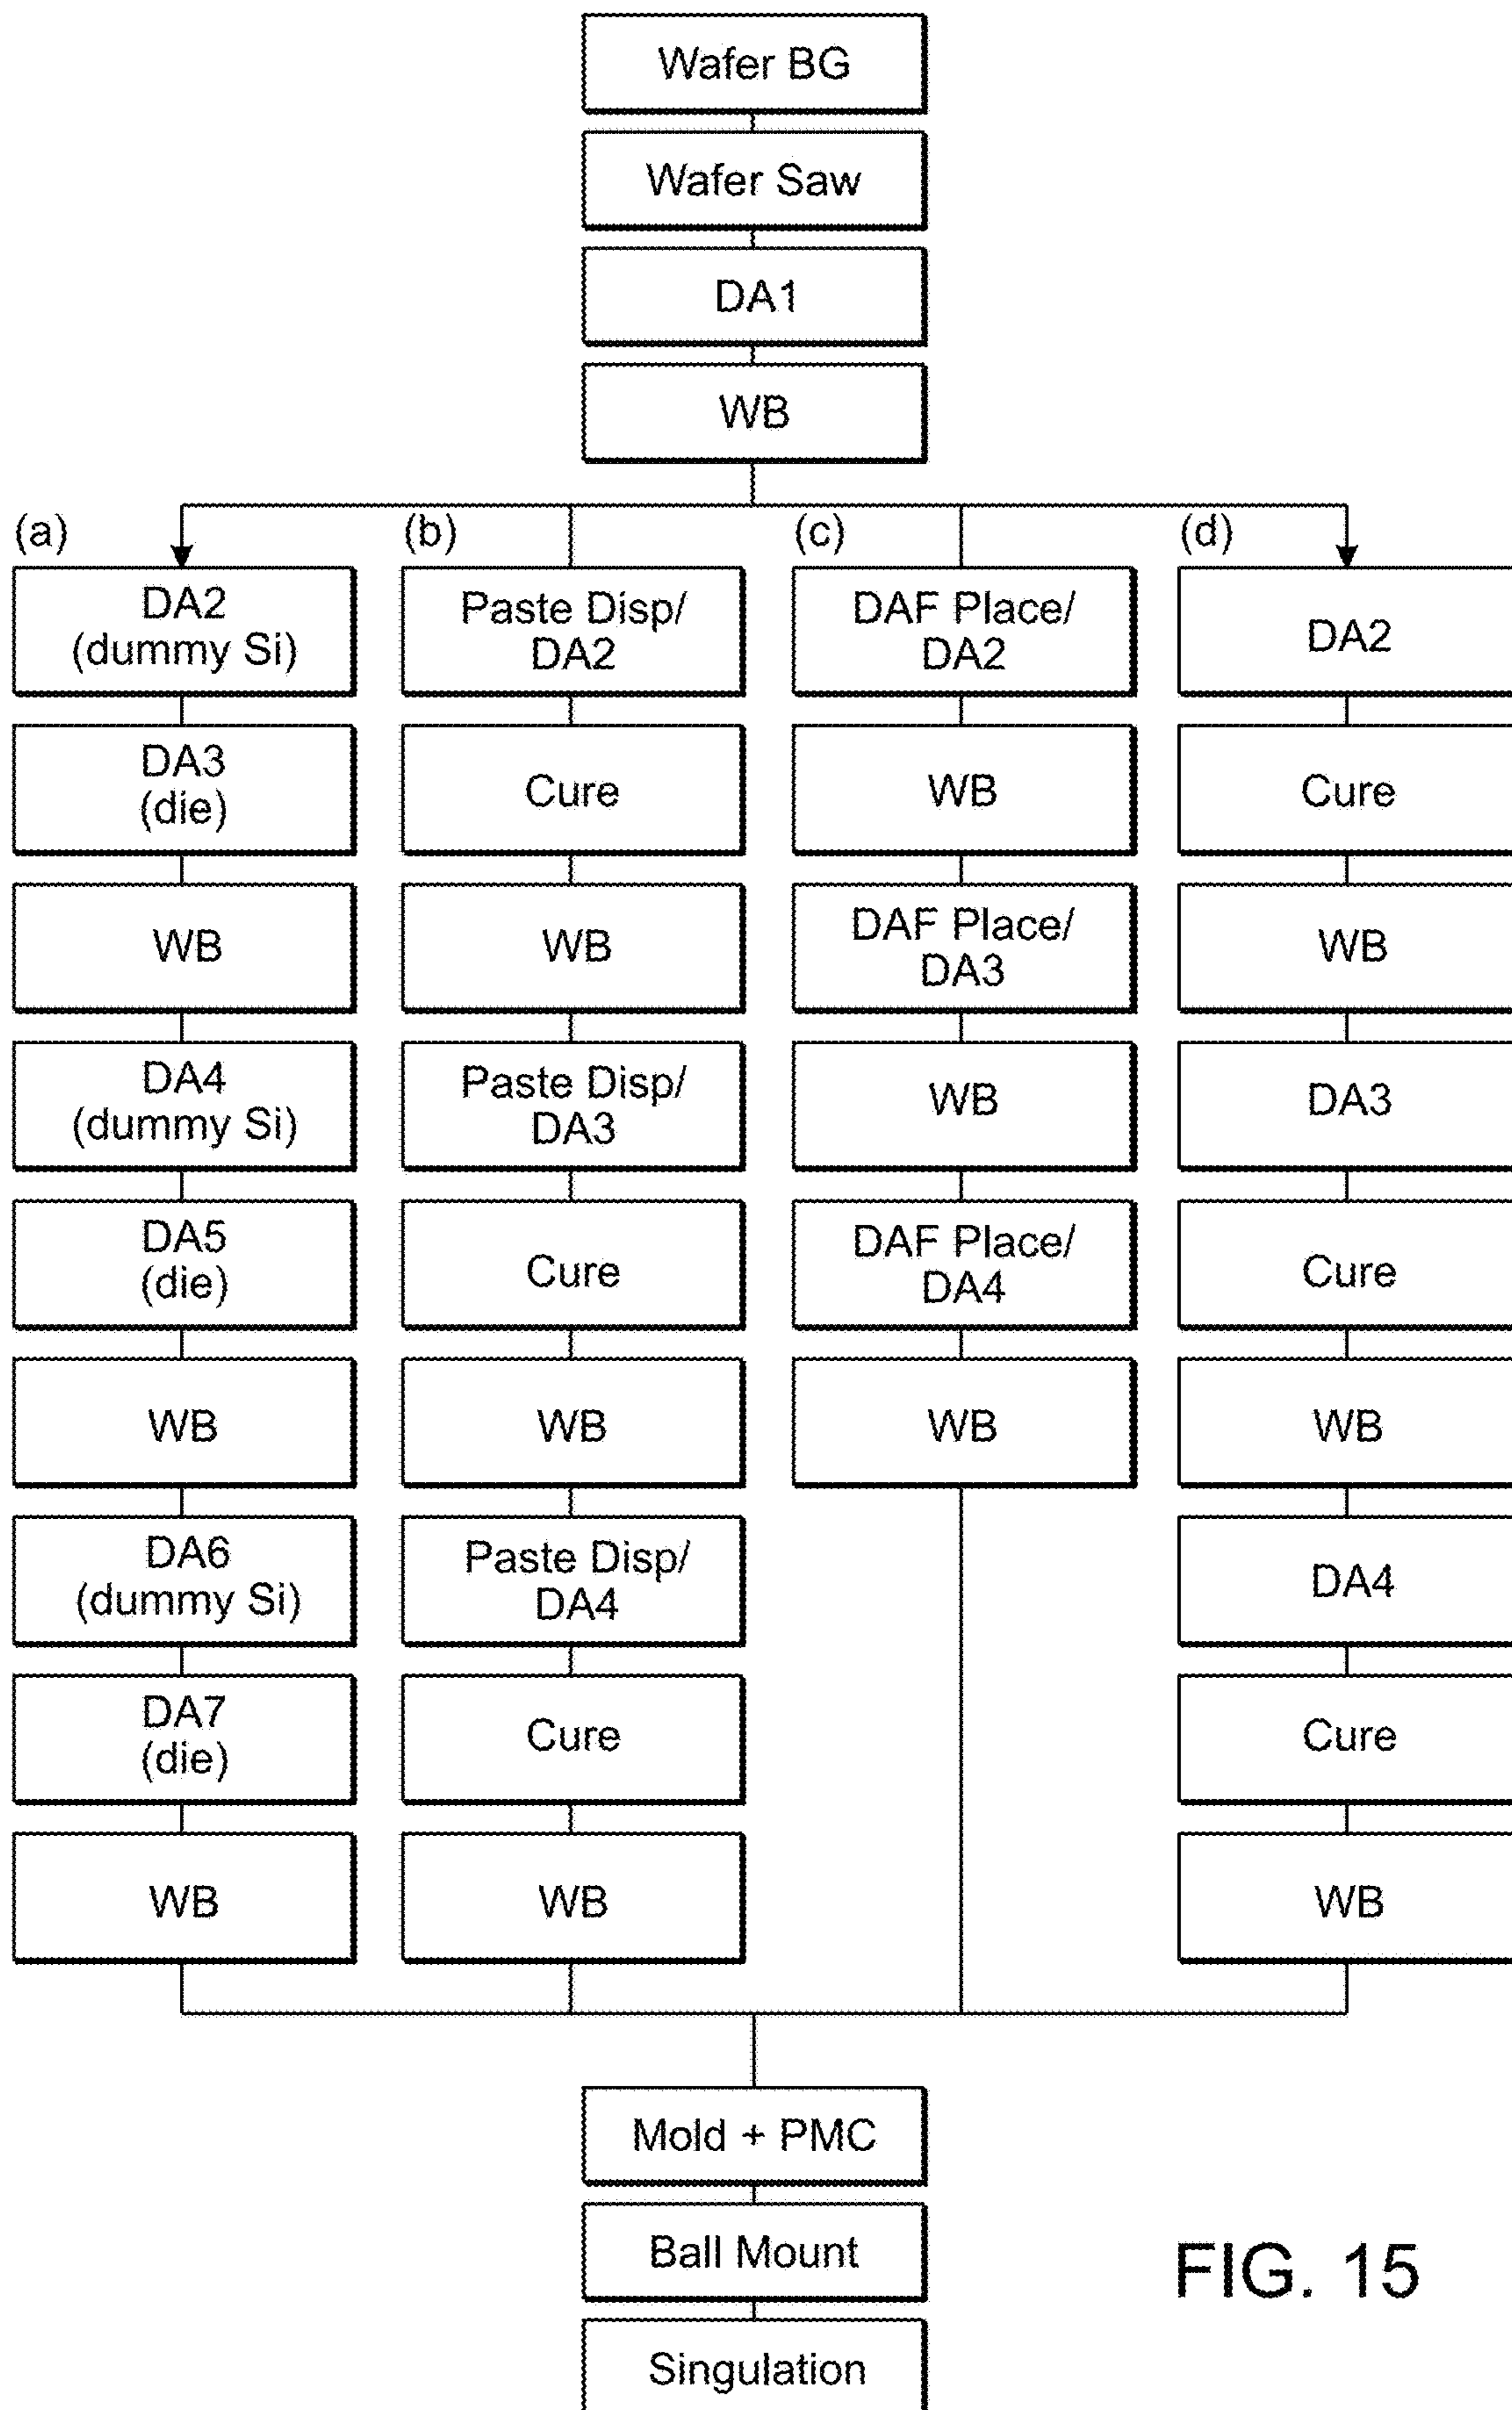 Wafer BG
Wafer Saw
DA1
WB
(a)
DA2
(dummy Si)
DA3
(die)
WB
DA4
(dummy Si)
DA5
(die)
WB
DA6
(dummy Si)
DA7
(die)
WB
(b)
Paste Disp/
DA2
Cure
WB
Paste Disp/
DA3
Cure
WB
Paste Disp/
DA4
Cure
WB
(c)
DAF Place/
DA2
WB
DAF Place/
DA3
WB
DAF Place/
DA4
WB
(d)
DA2
Cure
WB
DA3
Cure
WB
DA4
Cure
WB
Mold + PMC
Ball Mount
Singulation
FIG. 15